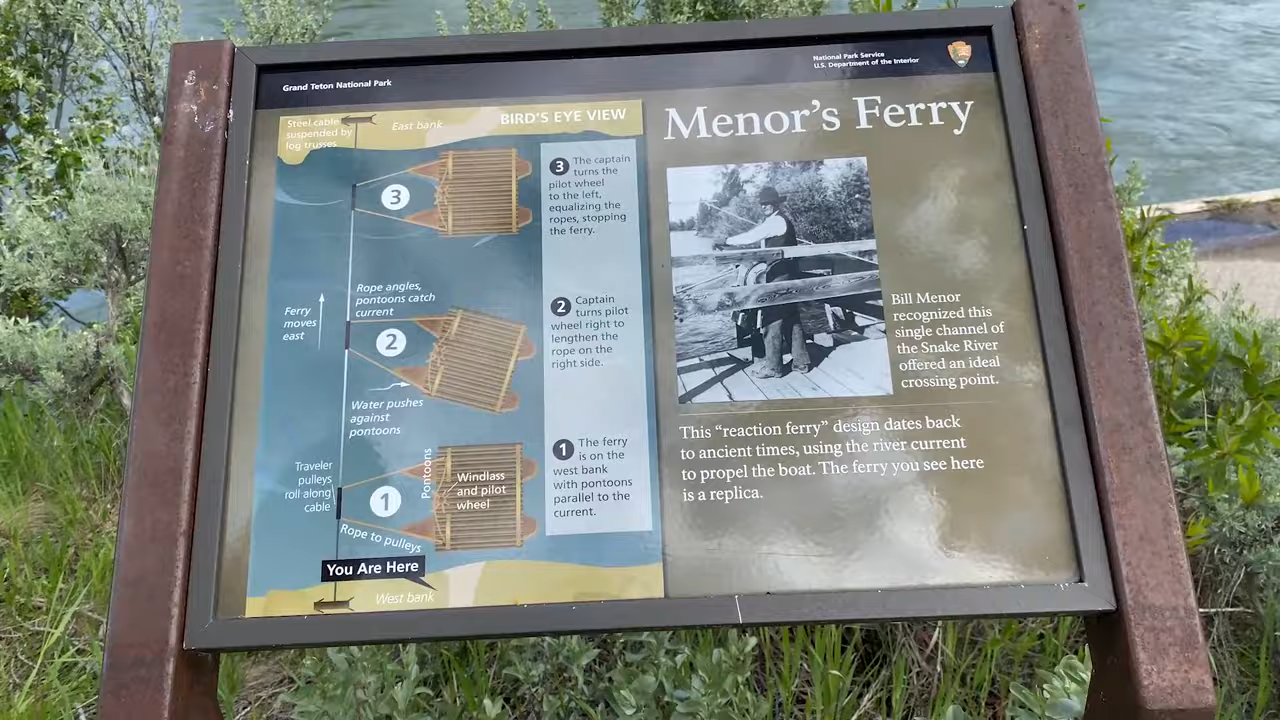 Grand Teton National Park
National Park Service
U.S. Department of the Interior
BIRD'S EYE VIEW
Steel cable
suspended by
log trusses
East bank
3
3 The captain
turns the
pilot wheel
to the left,
equalizing the
ropes, stopping
the ferry.
Rope angles,
pontoons catch
current
Ferry
moves
east
2
2 Captain
turns pilot
wheel right to
lengthen the
rope on the
right side.
Water pushes
against
pontoons
Traveler
pulleys
roll along
cable
Pontoons
Windlass
and pilot
wheel
1
1 The ferry
is on the
west bank
with pontoons
parallel to the
current.
Rope to pulleys
You Are Here
West bank
Menor's Ferry
Bill Menor
recognized this
single channel of
the Snake River
offered an ideal
crossing point.
This “reaction ferry” design dates back
to ancient times, using the river current
to propel the boat. The ferry you see here
is a replica.